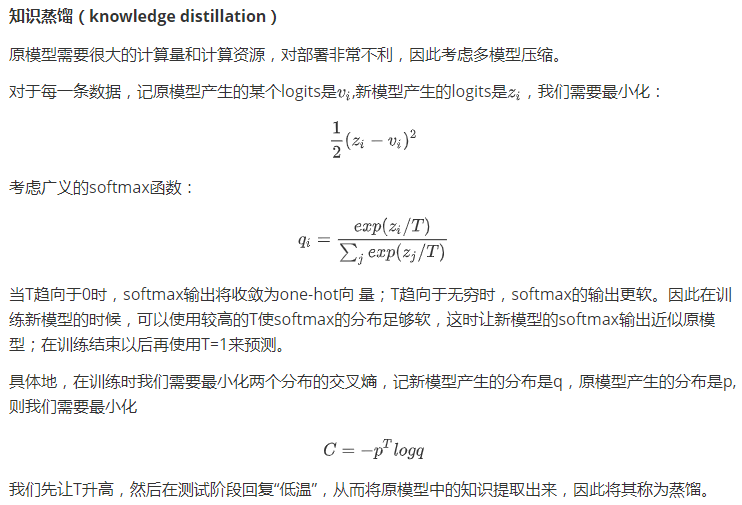 知识蒸馏（knowledge distillation）
原模型需要很大的计算量和计算资源，对部署非常不利，因此考虑多模型压缩。
对于每一条数据，记原模型产生的某个logits是$v_i$,新模型产生的logits是$z_i$，我们需要最小化：
$$\frac{1}{2}(z_i - v_i)^2$$
考虑广义的softmax函数：
$$q_i = \frac{exp(z_i/T)}{\sum_j exp(z_j/T)}$$
当T趋向于0时，softmax输出将收敛为one-hot向 量；T趋向于无穷时，softmax的输出更软。因此在训
练新模型的时候，可以使用较高的T使softmax的分布足够软，这时让新模型的softmax输出近似原模
型；在训练结束以后再使用T=1来预测。
具体地，在训练时我们需要最小化两个分布的交叉熵，记新模型产生的分布是q，原模型产生的分布是p,
则我们需要最小化
$$C = -p^T logq$$
我们先让T升高，然后在测试阶段回复“低温”，从而将原模型中的知识提取出来，因此将其称为蒸馏。